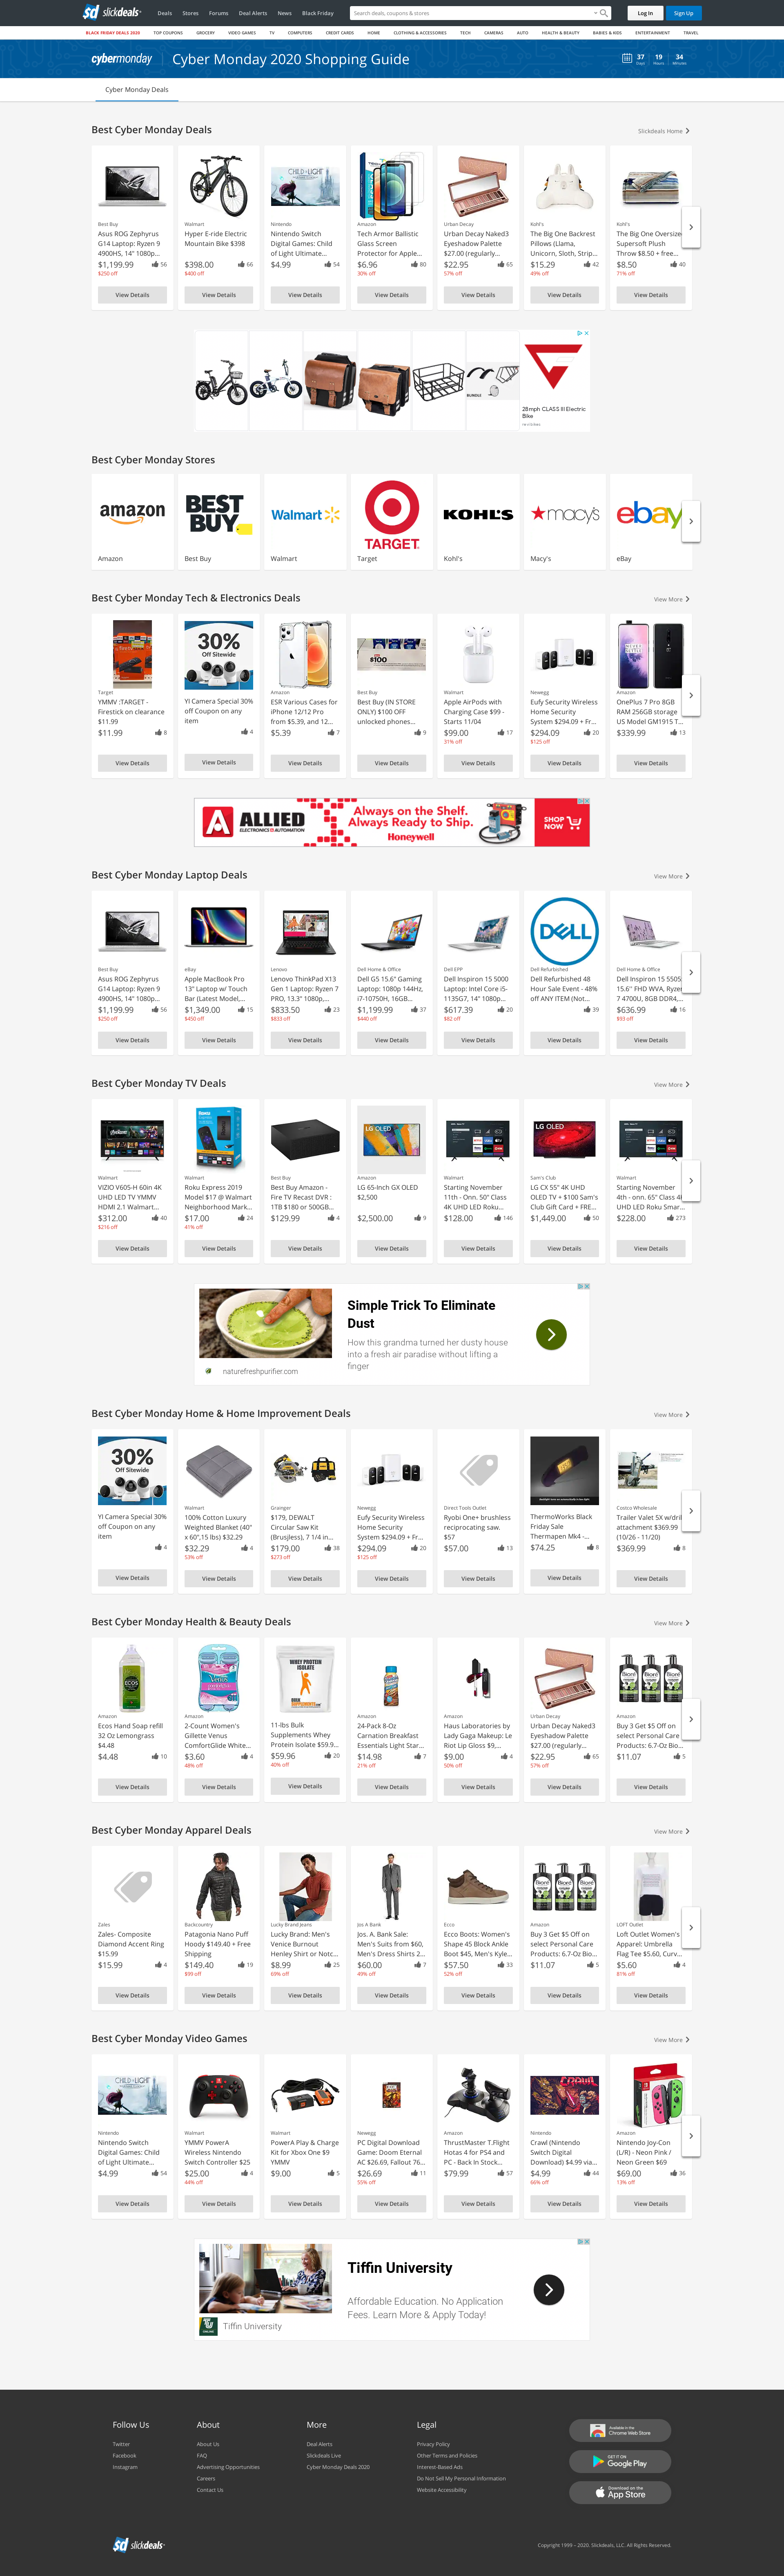 slickdeals
Deals
Stores
Forums
Deal Alerts
News
Black Friday
Search deals, coupons & stores
Log In
Sign Up
BLACK FRIDAY DEALS 2020
TOP COUPONS
GROCERY
VIDEO GAMES
TV
COMPUTERS
CREDIT CARDS
HOME
CLOTHING & ACCESSORIES
TECH
CAMERAS
AUTO
HEALTH & BEAUTY
BABIES & KIDS
ENTERTAINMENT
TRAVEL
cybermonday
Cyber Monday 2020 Shopping Guide
37 Days
19 Hours
34 Minutes
Cyber Monday Deals
Best Cyber Monday Deals
Slickdeals Home
Best Buy
Asus ROG Zephyrus
G14 Laptop: Ryzen 9
4900HS, 14" 1080p...
$1,199.99
56
$250 off
View Details
Walmart
Hyper E-ride Electric
Mountain Bike $398
$398.00
66
$400 off
View Details
Nintendo
Nintendo Switch
Digital Games: Child
of Light Ultimate...
$4.99
54
View Details
Amazon
Tech Armor Ballistic
Glass Screen
Protector for Apple...
$6.96
80
30% off
View Details
Urban Decay
Urban Decay Naked3
Eyeshadow Palette
$27.00 (regularly...
$22.95
65
57% off
View Details
Kohl's
The Big One Backrest
Pillows (Llama,
Unicorn, Sloth, Strip...
$15.29
42
49% off
View Details
Kohl's
The Big One Oversized
Supersoft Plush
Throw $8.50 + free...
$8.50
40
71% off
View Details
BUNDLE
28mph CLASS III Electric
Bike
Best Cyber Monday Stores
amazon
Amazon
BEST
BUY
Best Buy
Walmart
Walmart
TARGET
Target
KOHL'S
Kohl's
macy's
Macy's
ebay
eBay
Best Cyber Monday Tech & Electronics Deals
View More
Target
YMMV :TARGET -
Firestick on clearance
$11.99
$11.99
8
View Details
30%
Off Sitewide
YI Camera Special 30%
off Coupon on any
item
4
View Details
Amazon
ESR Various Cases for
iPhone 12/12 Pro
from $5.39, and 12...
$5.39
7
View Details
$100
Best Buy
Best Buy (IN STORE
ONLY) $100 OFF
unlocked phones...
9
View Details
Walmart
Apple AirPods with
Charging Case $99 -
Starts 11/04
$99.00
17
31% off
View Details
Newegg
Eufy Security Wireless
Home Security
System $294.09 + Fr...
$294.09
20
$125 off
View Details
Amazon
OnePlus 7 Pro 8GB
RAM 256GB storage
US Model GM1915 T...
$339.99
13
View Details
ALLIED
ELECTRONICS & AUTOMATION
Always on the Shelf.
Always Ready to Ship.
Honeywell
SHOP
NOW
Best Cyber Monday Laptop Deals
View More
Best Buy
Asus ROG Zephyrus
G14 Laptop: Ryzen 9
4900HS, 14" 1080p...
$1,199.99
56
$250 off
View Details
eBay
Apple MacBook Pro
13" Laptop w/ Touch
Bar (Latest Model,...
$1,349.00
15
$450 off
View Details
Lenovo
Lenovo ThinkPad X13
Gen 1 Laptop: Ryzen 7
PRO, 13.3" 1080p,...
$833.50
23
$833 off
View Details
Dell Home & Office
Dell G5 15.6" Gaming
Laptop: 1080p 144Hz,
i7-10750H, 16GB...
$1,199.99
37
$440 off
View Details
Dell EPP
Dell Inspiron 15 5000
Laptop: Intel Core i5-
1135G7, 14" 1080p...
$617.39
20
$82 off
View Details
DELL
Dell Refurbished
Dell Refurbished 48
Hour Sale Event - 48%
off ANY ITEM (Not...
39
View Details
Dell Home & Office
Dell Inspiron 15 5505:
15.6" FHD WVA, Ryzen
7 4700U, 8GB DDR4,...
$636.99
16
$93 off
View Details
Best Cyber Monday TV Deals
View More
Walmart
VIZIO V605-H 60in 4K
UHD LED TV YMMV
HDMI 2.1 Walmart...
$312.00
40
$216 off
View Details
Walmart
Roku Express 2019
Model $17 @ Walmart
Neighborhood Mark...
$17.00
24
41% off
View Details
Best Buy
Best Buy Amazon -
Fire TV Recast DVR :
1TB $180 or 500GB...
$129.99
4
View Details
LG OLED
Amazon
LG 65-Inch GX OLED
$2,500
$2,500.00
9
View Details
Walmart
Starting November
11th - Onn. 50" Class
4K UHD LED Roku...
$128.00
146
View Details
LG OLED
Sam's Club
LG CX 55" 4K UHD
OLED TV + $100 Sam's
Club Gift Card + FRE...
$1,449.00
50
View Details
Walmart
Starting November
4th - onn. 65" Class 4K
UHD LED Roku Smar...
$228.00
273
View Details
Simple Trick To Eliminate
Dust
How this grandma turned her dusty house
into a fresh air paradise without lifting a
finger
naturefreshpurifier.com
Best Cyber Monday Home & Home Improvement Deals
View More
30%
Off Sitewide
YI Camera Special 30%
off Coupon on any
item
4
View Details
Walmart
100% Cotton Luxury
Weighted Blanket (40"
x 60",15 lbs) $32.29
$32.29
4
53% off
View Details
Grainger
$179, DEWALT
Circular Saw Kit
(Brusjless), 7 1/4 in...
$179.00
38
$273 off
View Details
Newegg
Eufy Security Wireless
Home Security
System $294.09 + Fr...
$294.09
20
$125 off
View Details
Direct Tools Outlet
Ryobi One+ brushless
reciprocating saw.
$57
$57.00
13
View Details
ThermoWorks Black
Friday Sale
Thermapen Mk4 -...
$74.25
8
View Details
Costco Wholesale
Trailer Valet 5X w/drill
attachment $369.99
(10/26 - 11/20)
$369.99
8
View Details
Best Cyber Monday Health & Beauty Deals
View More
Amazon
Ecos Hand Soap refill
32 Oz Lemongrass
$4.48
$4.48
10
View Details
Amazon
2-Count Women's
Gillette Venus
ComfortGlide White...
$3.60
4
48% off
View Details
WHEY PROTEIN
ISOLATE
11-lbs Bulk
Supplements Whey
Protein Isolate $59.9...
$59.96
20
40% off
View Details
Amazon
24-Pack 8-Oz
Carnation Breakfast
Essentials Light Star...
$14.98
7
21% off
View Details
Amazon
Haus Laboratories by
Lady Gaga Makeup: Le
Riot Lip Gloss $9,...
$9.00
4
50% off
View Details
Urban Decay
Urban Decay Naked3
Eyeshadow Palette
$27.00 (regularly...
$22.95
65
57% off
View Details
Bioré Bioré Bioré
Amazon
Buy 3 Get $5 Off on
select Personal Care
Products: 6.7-Oz Bio...
$11.07
5
View Details
Best Cyber Monday Apparel Deals
View More
Zales
Zales- Composite
Diamond Accent Ring
$15.99
$15.99
4
View Details
Backcountry
Patagonia Nano Puff
Hoody $149.40 + Free
Shipping
$149.40
19
$99 off
View Details
Lucky Brand Jeans
Lucky Brand: Men's
Venice Burnout
Henley Shirt or Notc...
$8.99
25
69% off
View Details
Jos A Bank
Jos. A. Bank Sale:
Men's Suits from $60,
Men's Dress Shirts 2...
$60.00
7
49% off
View Details
Ecco
Ecco Boots: Women's
Shape 45 Block Ankle
Boot $45, Men's Kyle...
$57.50
33
52% off
View Details
Bioré Bioré Bioré
Amazon
Buy 3 Get $5 Off on
select Personal Care
Products: 6.7-Oz Bio...
$11.07
5
View Details
LOFT Outlet
Loft Outlet Women's
Apparel: Umbrella
Flag Tee $5.60, Curv...
$5.60
4
81% off
View Details
Best Cyber Monday Video Games
View More
Nintendo
Nintendo Switch
Digital Games: Child
of Light Ultimate...
$4.99
54
View Details
Walmart
YMMV PowerA
Wireless Nintendo
Switch Controller $25
$25.00
4
44% off
View Details
Walmart
PowerA Play & Charge
Kit for Xbox One $9
YMMV
$9.00
5
View Details
Newegg
PC Digital Download
Game: Doom Eternal
AC $26.69, Fallout 76...
$26.69
11
55% off
View Details
Amazon
ThrustMaster T.Flight
Hotas 4 for PS4 and
PC - Back In Stock...
$79.99
57
View Details
CRAWL
Nintendo
Crawl (Nintendo
Switch Digital
Download) $4.99 via...
$4.99
44
66% off
View Details
Amazon
Nintendo Joy-Con
(L/R) - Neon Pink /
Neon Green $69
$69.00
36
13% off
View Details
Tiffin University
Affordable Education. No Application
Fees. Learn More & Apply Today!
Tiffin University
Follow Us
Twitter
Facebook
Instagram
About
About Us
FAQ
Advertising Opportunities
Careers
Contact Us
More
Deal Alerts
Slickdeals Live
Cyber Monday Deals 2020
Legal
Privacy Policy
Other Terms and Policies
Interest-Based Ads
Do Not Sell My Personal Information
Website Accessibility
Available in the
Chrome Web Store
GET IT ON
Google Play
Download on the
App Store
slickdeals
Copyright 1999 - 2020. Slickdeals, LLC. All Rights Reserved.